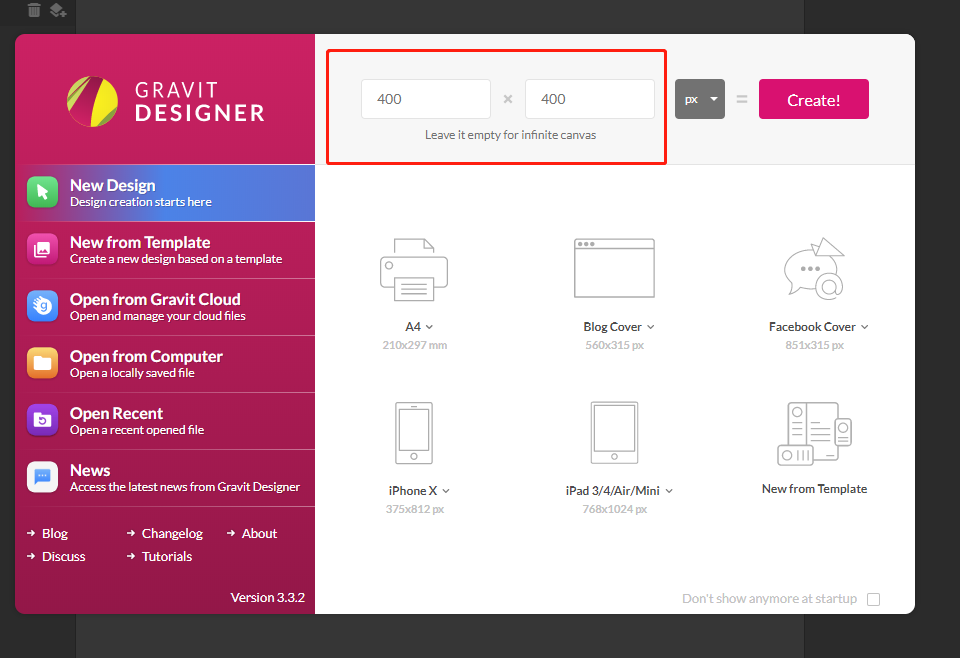 GRAVIT
DESIGNER
400 × 400
Leave it empty for infinite canvas
px
=
Create!
New Design
Design creation starts here
New from Template
Create a new design based on a template
Open from Gravit Cloud
Open and manage your cloud files
Open from Computer
Open a locally saved file
Open Recent
Open a recent opened file
News
Access the latest news from Gravit Designer
→ Blog → Changelog → About
→ Discuss → Tutorials
Version 3.3.2
A4
210x297 mm
Blog Cover
560x315 px
Facebook Cover
851x315 px
iPhone X
375x812 px
iPad 3/4/Air/Mini
768x1024 px
New from Template
Don't show anymore at startup